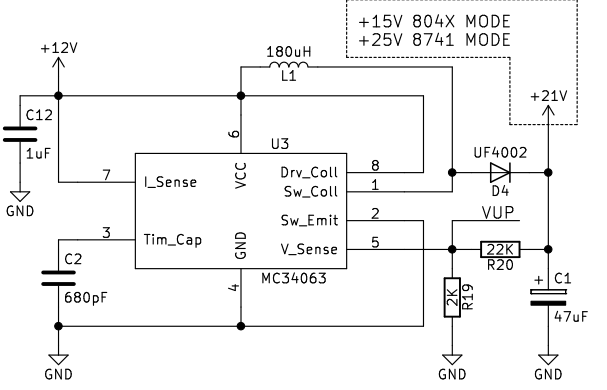 +15V 804X MODE
+25V 8741 MODE
+12V
180uH
L1
+21V
C12
1uF
GND
6
U3
VCC
7
I_Sense
Drv_Coll
8
Sw_Coll
1
UF4002
D4
Sw_Emit
2
VUP
3
Tim_Cap
GND
V_Sense
5
22K
R20
C2
680pF
4
MC34063
2K
R19
+
C1
47uF
GND
GND
GND